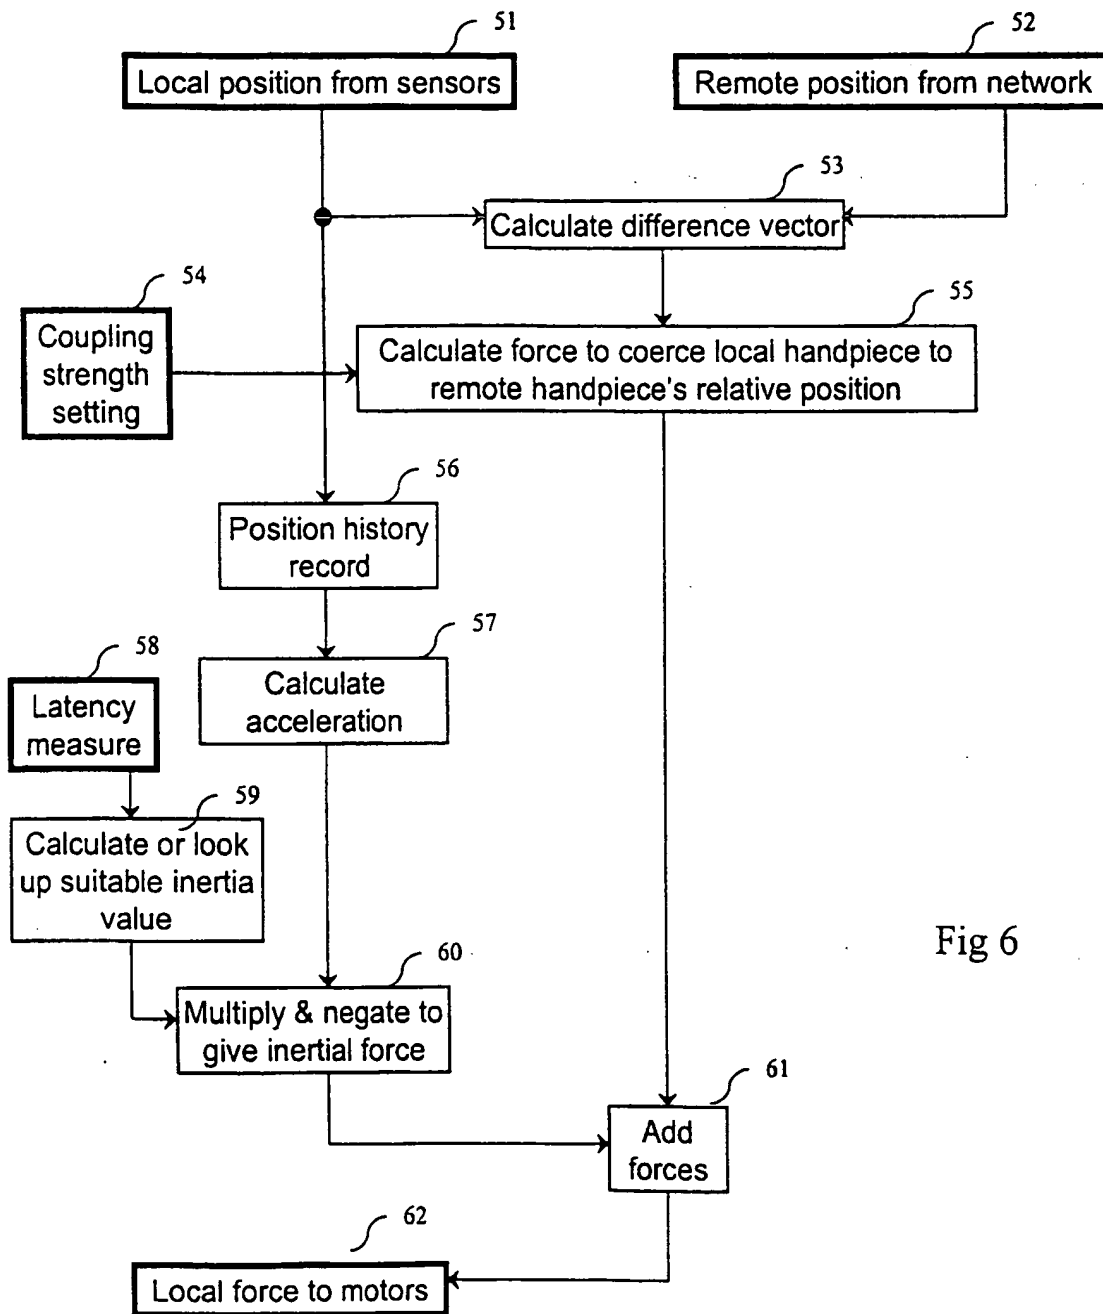 51
Local position from sensors
52
Remote position from network
53
Calculate difference vector
54
Coupling
strength
setting
55
Calculate force to coerce local handpiece to
remote handpiece's relative position
56
Position history
record
57
Calculate
acceleration
58
Latency
measure
59
Calculate or look
up suitable inertia
value
60
Multiply & negate to
give inertial force
61
Add
forces
62
Local force to motors
Fig 6